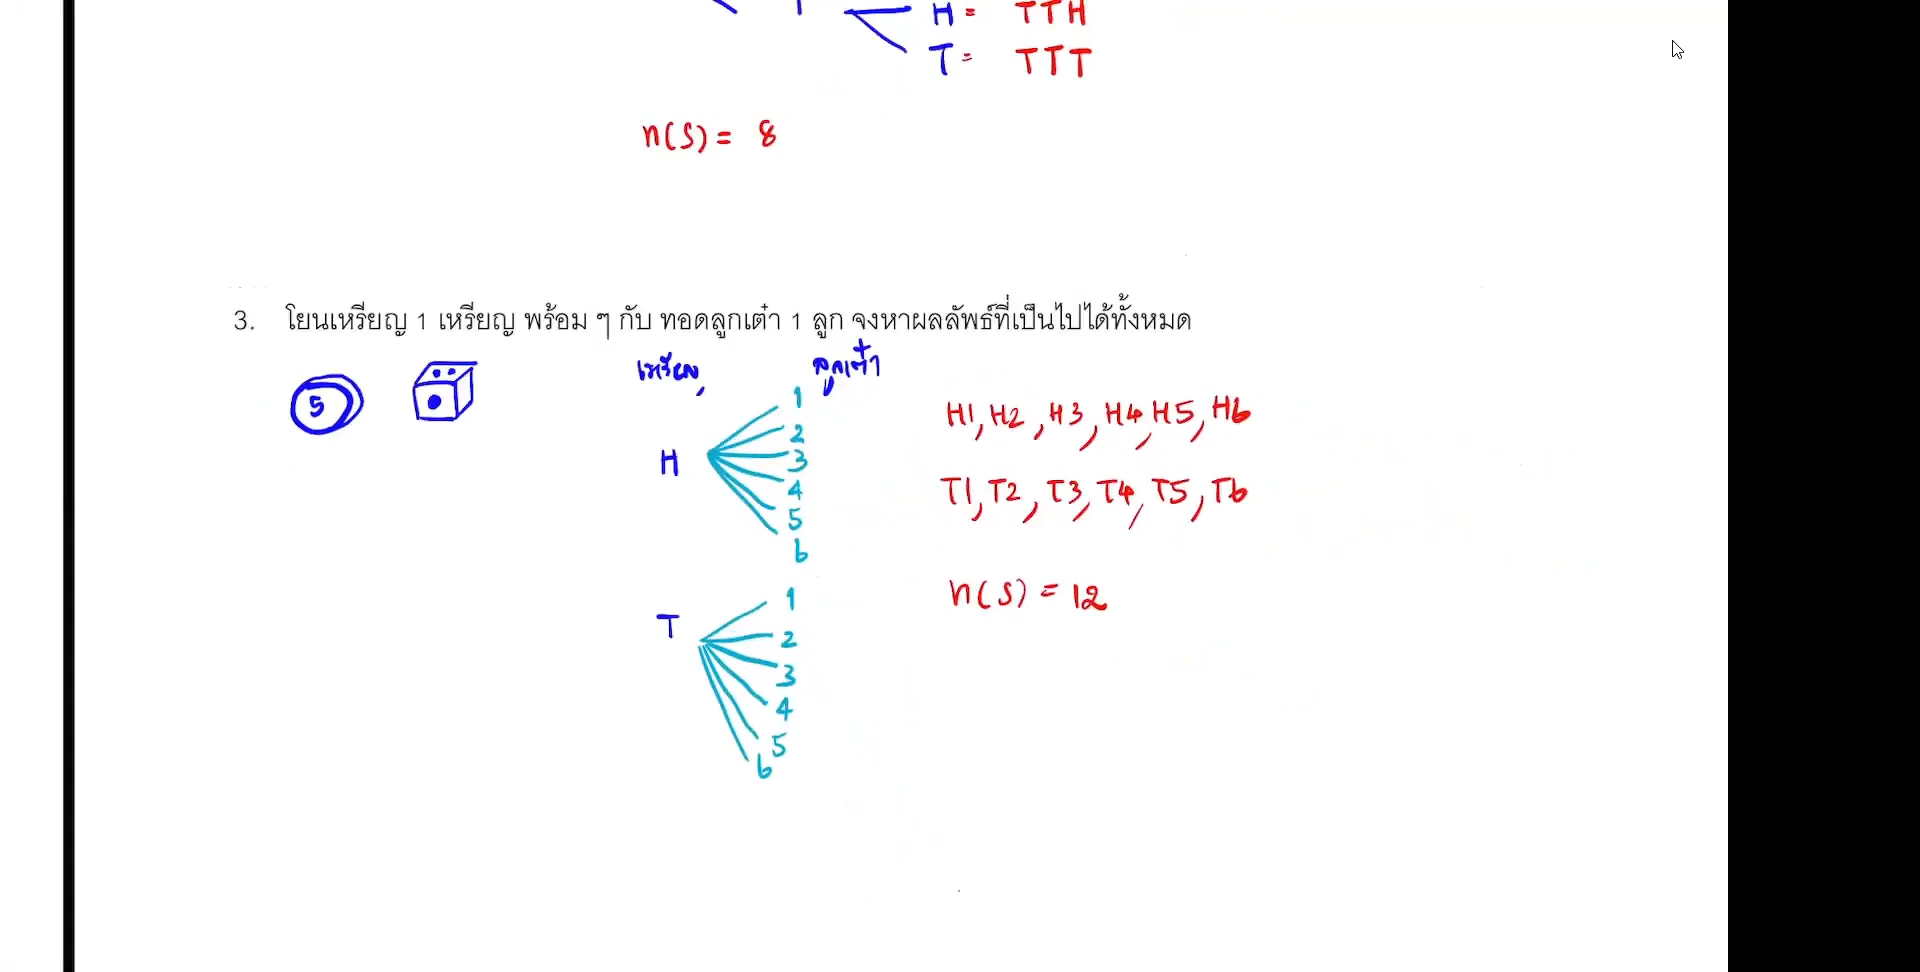 H = TTH
T = TTT
n(S) = 8
3. โยนเหรียญ 1 เหรียญ พร้อม ๆ กับ ทอดลูกเต๋า 1 ลูก จงหาผลลัพธ์ที่เป็นไปได้ทั้งหมด
เหรียญ ลูกเต๋า
5
H
1
2
3
4
5
6
H1, H2, H3, H4, H5, H6
T1, T2, T3, T4, T5, T6
n(S) = 12
T
1
2
3
4
5
6